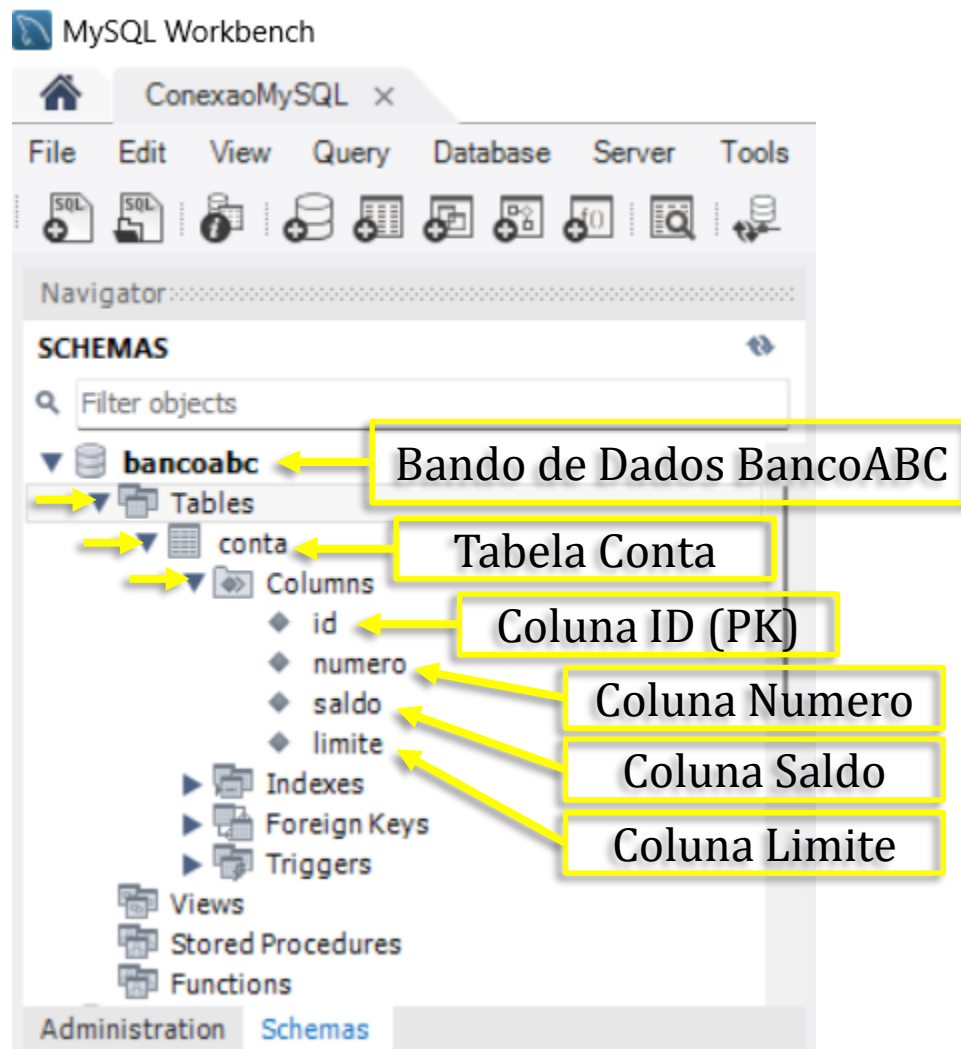 MySQL Workbench
ConexaoMySQL ×
File Edit View Query Database Server Tools
SQL SQL i f()
Navigator
SCHEMAS
Filter objects
bancoabc Bando de Dados BancoABC
Tables
conta Tabela Conta
Columns
id Coluna ID (PK)
numero Coluna Numero
saldo Coluna Saldo
limite Coluna Limite
Indexes
Foreign Keys
Triggers
Views
Stored Procedures
Functions
Administration Schemas